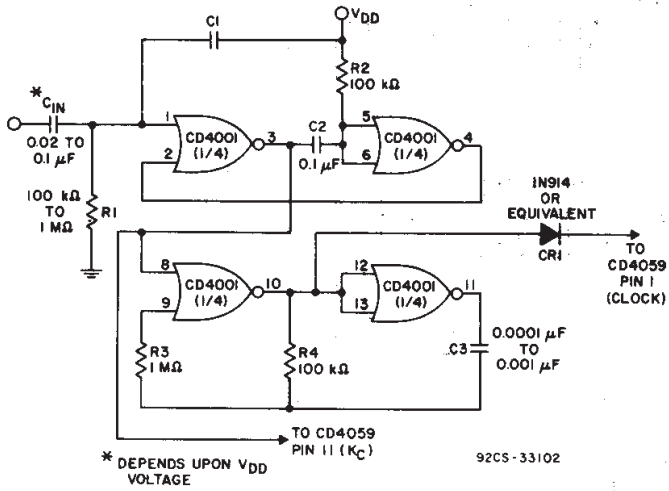 C1
VDD
R2
100 kΩ
*
CIN
0.02 TO
0.1 µF
1
2
CD4001
(1/4)
3
C2
0.1 µF
5
6
CD4001
(1/4)
4
100 kΩ
TO
1 MΩ
R1
1N914
OR
EQUIVALENT
CR1
TO
CD4059
PIN 1
(CLOCK)
8
9
CD4001
(1/4)
10
12
13
CD4001
(1/4)
11
R3
1 MΩ
R4
100 kΩ
C3
0.0001 µF
TO
0.001 µF
TO CD4059
PIN 11 (KC)
* DEPENDS UPON VDD
VOLTAGE
92CS-33102